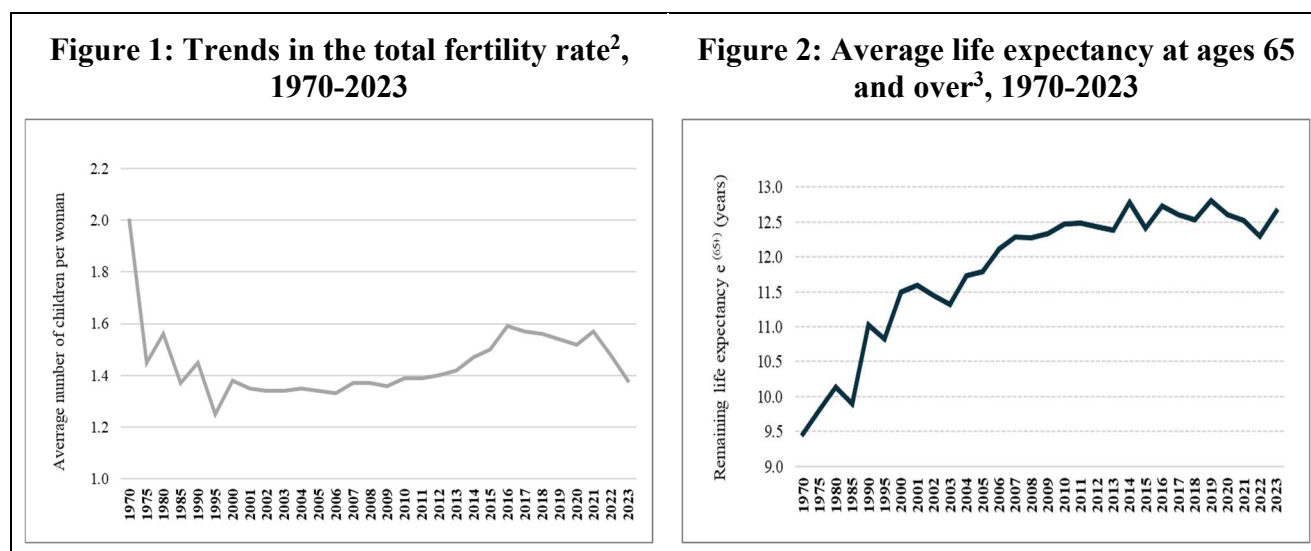 Figure 1: Trends in the total fertility rate², 1970-2023
Average number of children per woman
2.2
2.0
1.8
1.6
1.4
1.2
1.0
1970 1975 1980 1985 1990 1995 2000 2001 2002 2003 2004 2005 2006 2007 2008 2009 2010 2011 2012 2013 2014 2015 2016 2017 2018 2019 2020 2021 2022 2023
Figure 2: Average life expectancy at ages 65 and over³, 1970-2023
Remaining life expectancy e (65+) (years)
13.0
12.5
12.0
11.5
11.0
10.5
10.0
9.5
9.0
1970 1975 1980 1985 1990 1995 2000 2001 2002 2003 2004 2005 2006 2007 2008 2009 2010 2011 2012 2013 2014 2015 2016 2017 2018 2019 2020 2021 2022 2023